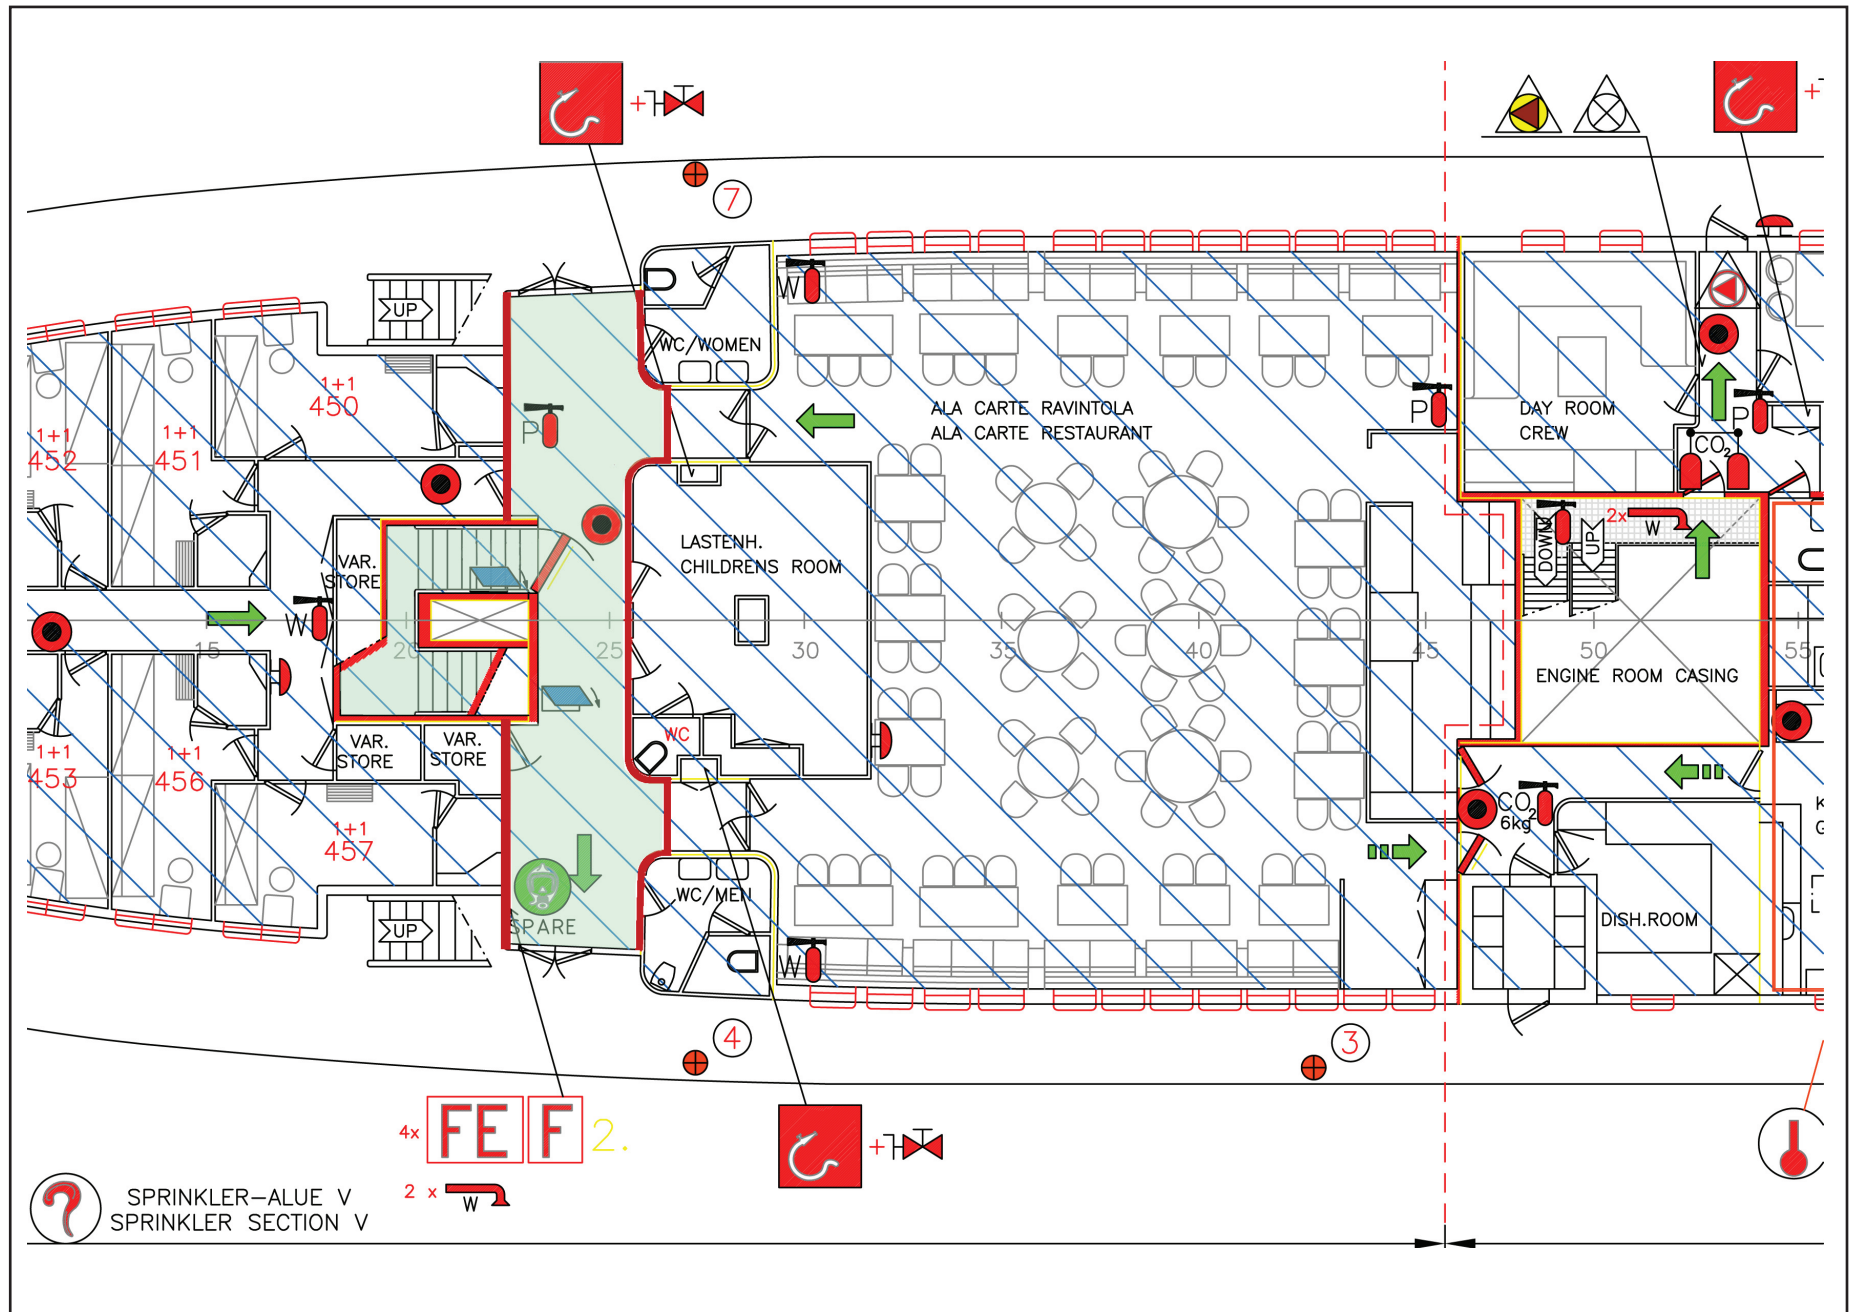 7
UP
WC/WOMEN
W
1+1
450
1+1
452
1+1
451
P
ALA CARTE RAVINTOLA
ALA CARTE RESTAURANT
P
DAY ROOM
CREW
P
CO2
2x
W
DOWN
UP
LASTENH.
CHILDRENS ROOM
VAR.
STORE
W
15
20
25
30
35
40
45
50
55
ENGINE ROOM CASING
WC
VAR.
STORE
VAR.
STORE
1+1
453
1+1
456
1+1
457
CO2
6kg
K
G
WC/MEN
SPARE
UP
W
DISH.ROOM
4
3
4x FE F 2.
2 x
W
SPRINKLER-ALUE V
SPRINKLER SECTION V